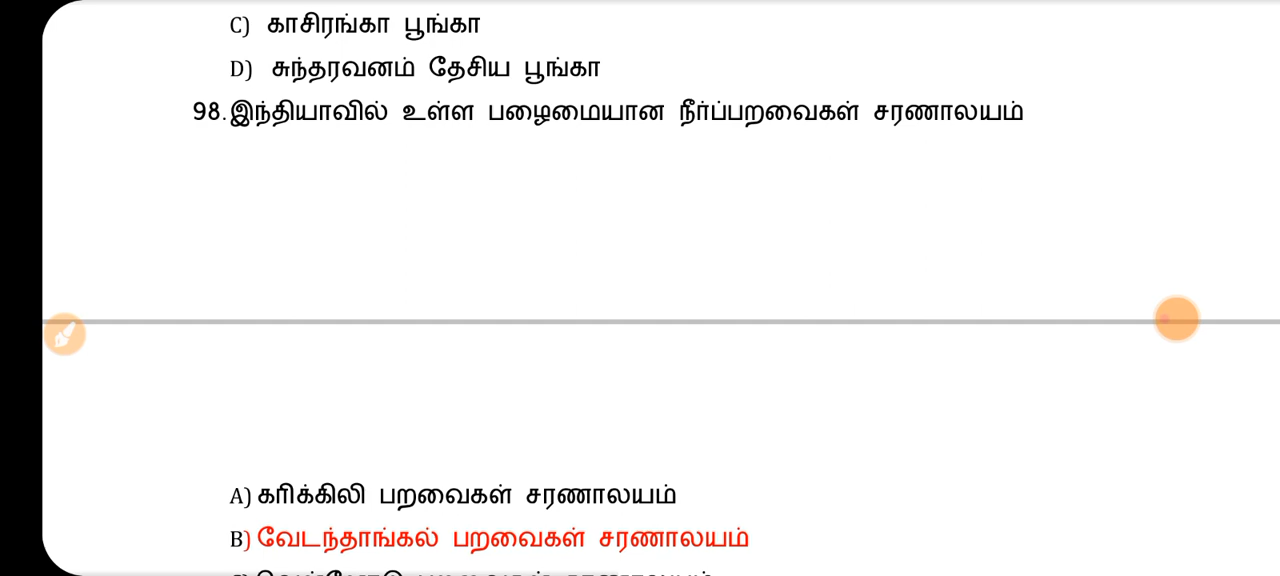 C) காசிரங்கா பூங்கா
D) சுந்தரவனம் தேசிய பூங்கா
98.இந்தியாவில் உள்ள பழைமையான நீர்ப்பறவைகள் சரணாலயம்
A) கரிக்கிலி பறவைகள் சரணாலயம்
B) வேடந்தாங்கல் பறவைகள் சரணாலயம்